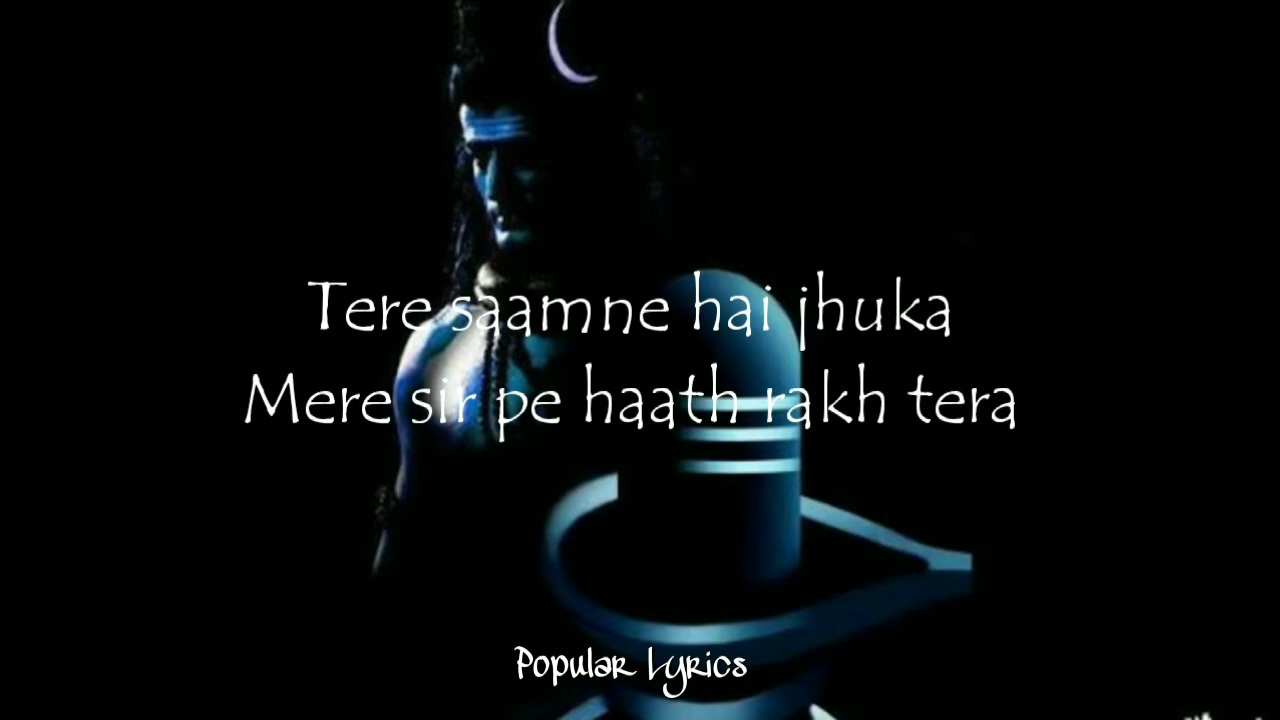 Tere saamne hai jhuka
Mere sir pe haath rakh tera
Popular Lyrics